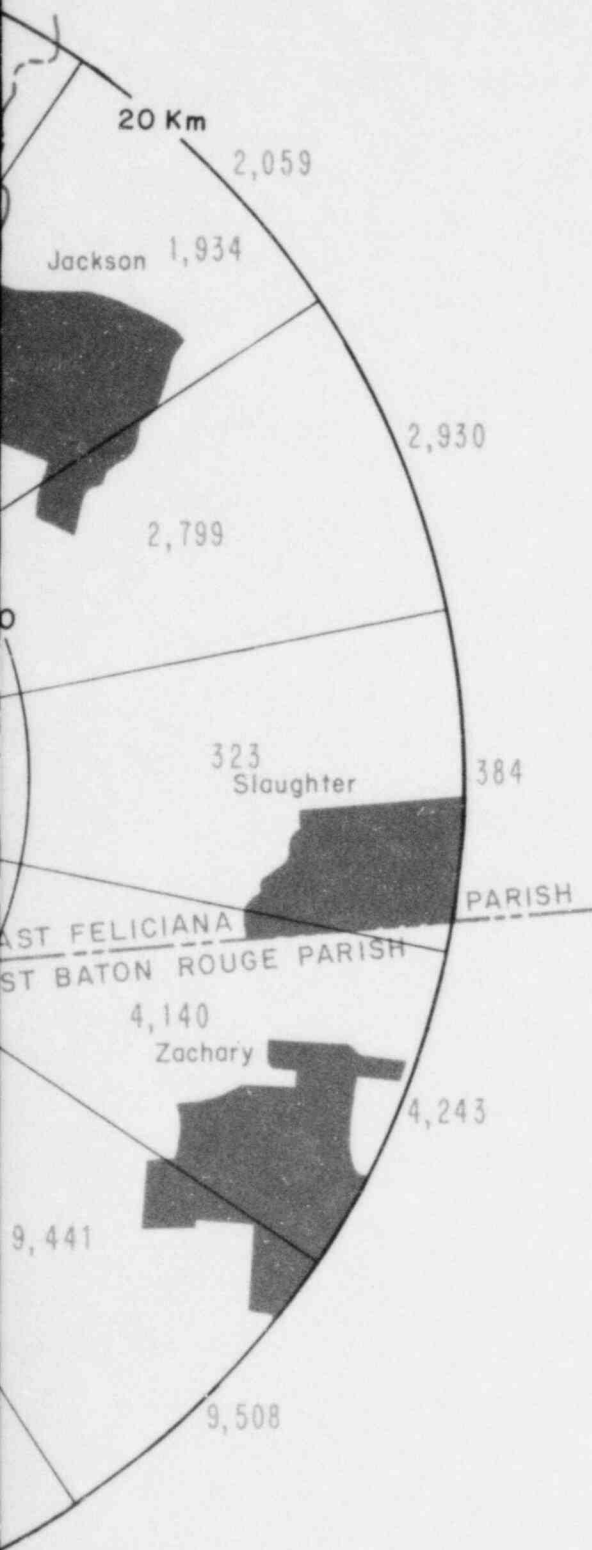 20 Km
2,059
Jackson 1,934
2,930
2,799
0
323
Slaughter
384
PARISH
AST FELICIANA
ST BATON ROUGE PARISH
4,140
Zachary
4,243
9,441
9,508